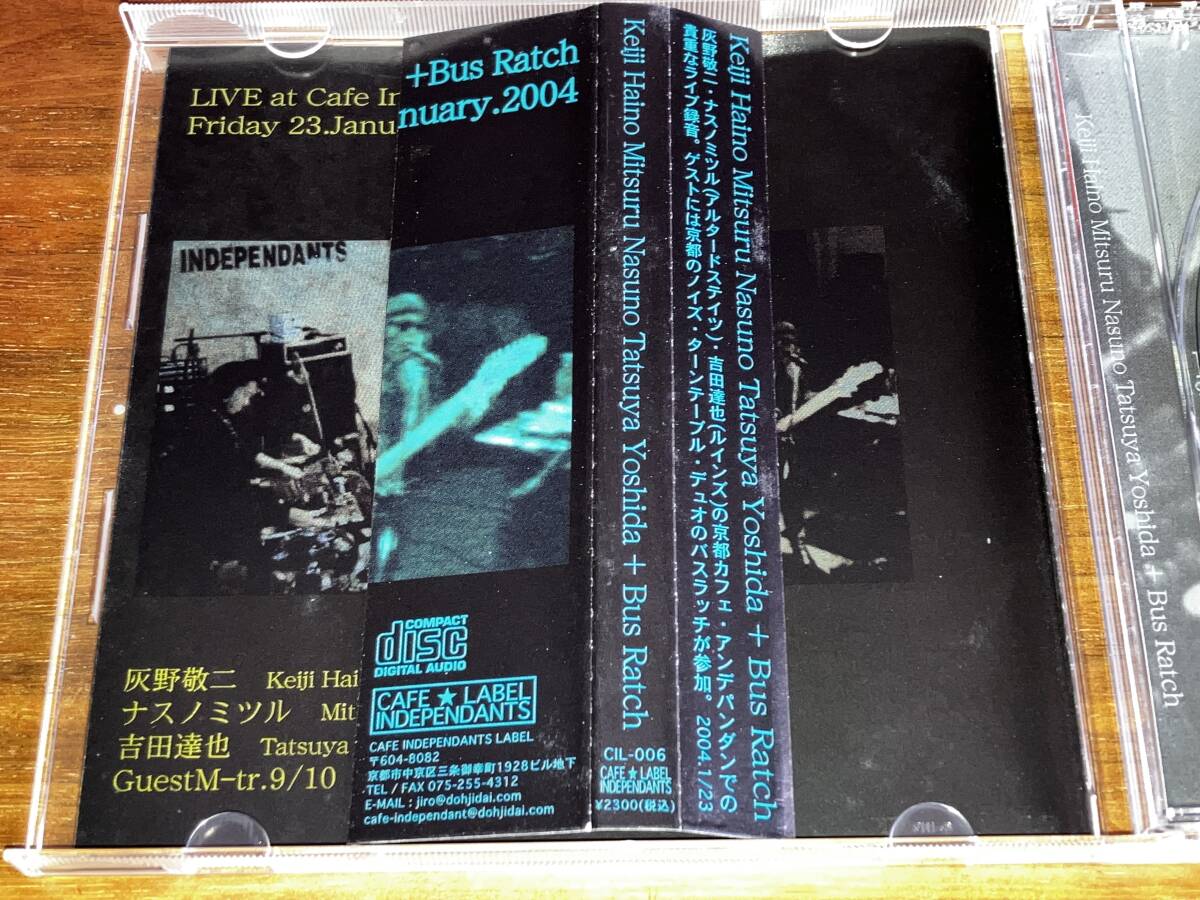 LIVE at Cafe In
Friday 23.Janu
INDEPENDANTS
灰野敬二 Keiji Hai
ナスノミツル Mit
吉田達也 Tatsuya
GuestM-tr.9/10
+Bus Ratch
nuary.2004
COMPACT
disc
DIGITAL AUDIO
CAFE ★ LABEL
INDEPENDANTS
CAFE INDEPENDANTS LABEL
〒604-8082
京都市中京区三条御幸町1928ビル地下
TEL / FAX 075-255-4312
E-MAIL : jiro@dohjidai.com
cafe-independant@dohjidai.com
Keiji Haino Mitsuru Nasuno Tatsuya Yoshida + Bus Ratch
CIL-006
CAFE ★ LABEL
INDEPENDANTS
¥2300(税込)
Keiji Haino Mitsuru Nasuno Tatsuya Yoshida + Bus Ratch
灰野敬二・ナスノミツル(アルタードステイツ)・吉田達也(ルインズ)の京都カフェ・アンデパンダンドの
貴重なライブ録音。ゲストには京都のノイズ・ターンテーブル・デュオのバスラッチが参加。 2004.1/23
Keiji Haino Mitsuru Nasuno Tatsuya Yoshida + Bus Ratch